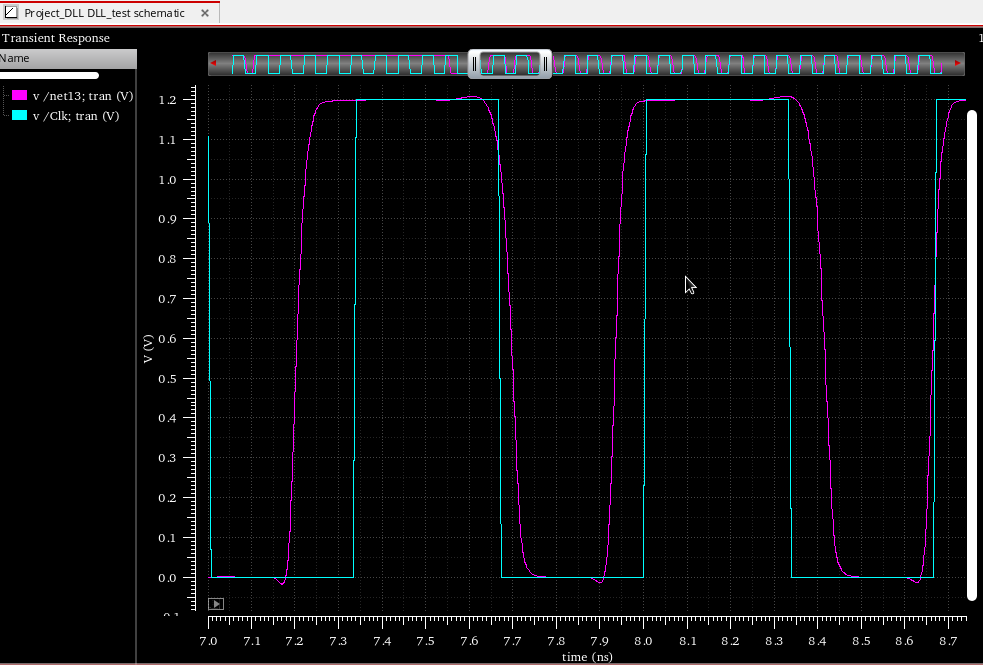 Project_DLL DLL_test schematic
Transient Response
1
Name
v /net13; tran (V)
v /Clk; tran (V)
V (V)
1.2
1.1
1.0
0.9
0.8
0.7
0.6
0.5
0.4
0.3
0.2
0.1
0.0
7.0 7.1 7.2 7.3 7.4 7.5 7.6 7.7 7.8 7.9 8.0 8.1 8.2 8.3 8.4 8.5 8.6 8.7
time (ns)